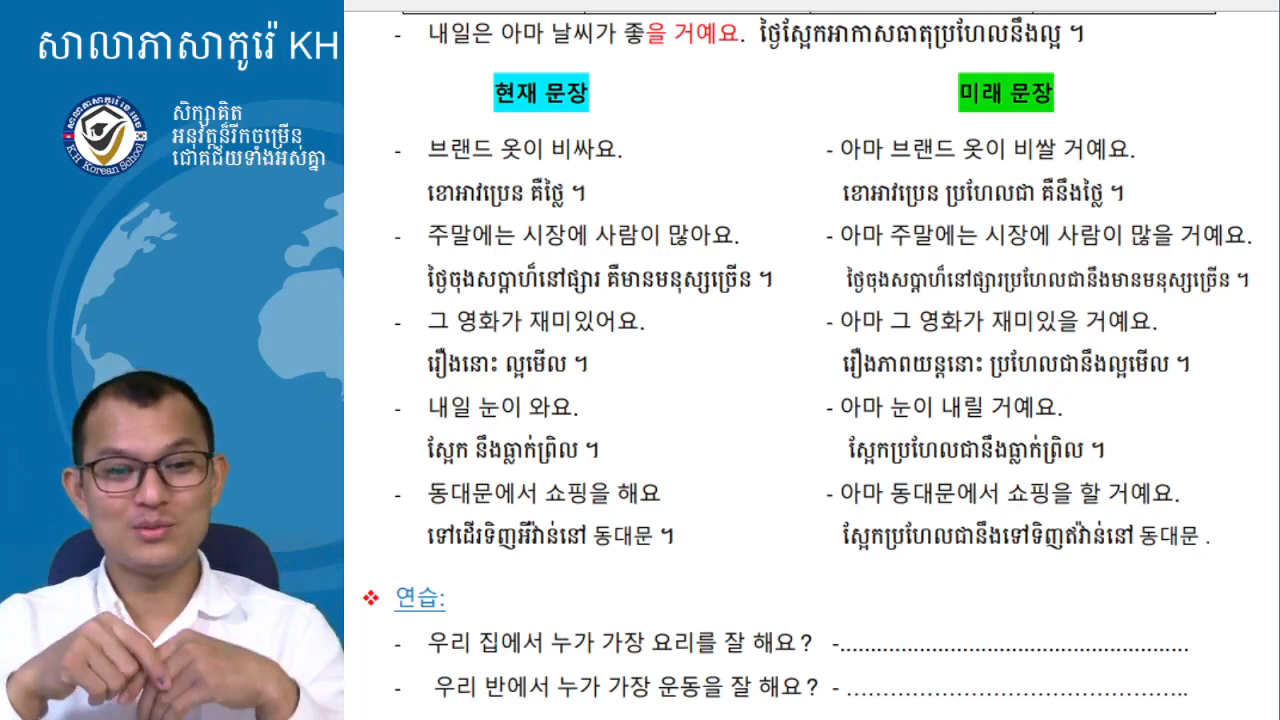 សាលាភាសាកូរ៉េ KH
សិក្សាគិត
អនុវត្តន៍រីកចម្រើន
ជោគជ័យទាំងអស់គ្នា
K.H Korean School
- 내일은 아마 날씨가 좋을 거예요. ថ្ងៃស្អែកអាកាសធាតុប្រហែលនឹងល្អ ។
현재 문장
미래 문장
- 브랜드 옷이 비싸요.
- 아마 브랜드 옷이 비쌀 거예요.
ខោអាវប្រេន គឺថ្លៃ ។
ខោអាវប្រេន ប្រហែលជា គឺនឹងថ្លៃ ។
- 주말에는 시장에 사람이 많아요.
- 아마 주말에는 시장에 사람이 많을 거예요.
ថ្ងៃចុងសប្តាហ៍នៅផ្សារ គឺមានមនុស្សច្រើន ។
ថ្ងៃចុងសប្តាហ៍នៅផ្សារប្រហែលជានឹងមានមនុស្សច្រើន ។
- 그 영화가 재미있어요.
- 아마 그 영화가 재미있을 거예요.
រឿងនោះ ល្អមើល ។
រឿងភាពយន្តនោះ ប្រហែលជានឹងល្អមើល ។
- 내일 눈이 와요.
- 아마 눈이 내릴 거예요.
ស្អែក នឹងធ្លាក់ព្រិល ។
ស្អែកប្រហែលជានឹងធ្លាក់ព្រិល ។
- 동대문에서 쇼핑을 해요
- 아마 동대문에서 쇼핑을 할 거예요.
ទៅដើរទិញអីវ៉ាន់នៅ 동대문 ។
ស្អែកប្រហែលជានឹងទៅទិញឥវ៉ាន់នៅ 동대문 .
❖ 연습:
- 우리 집에서 누가 가장 요리를 잘 해요? -..........................................................
- 우리 반에서 누가 가장 운동을 잘 해요? - …………………………………………..